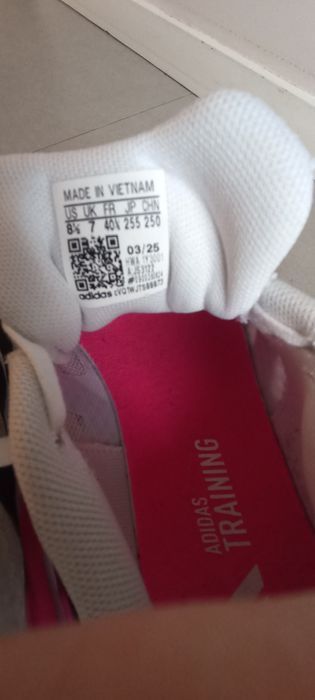 MADE IN VIETNAM
US UK FR JP CHN
8½ 7 40⅔ 255 250
03/25
adidas
ADIDAS
TRAINING